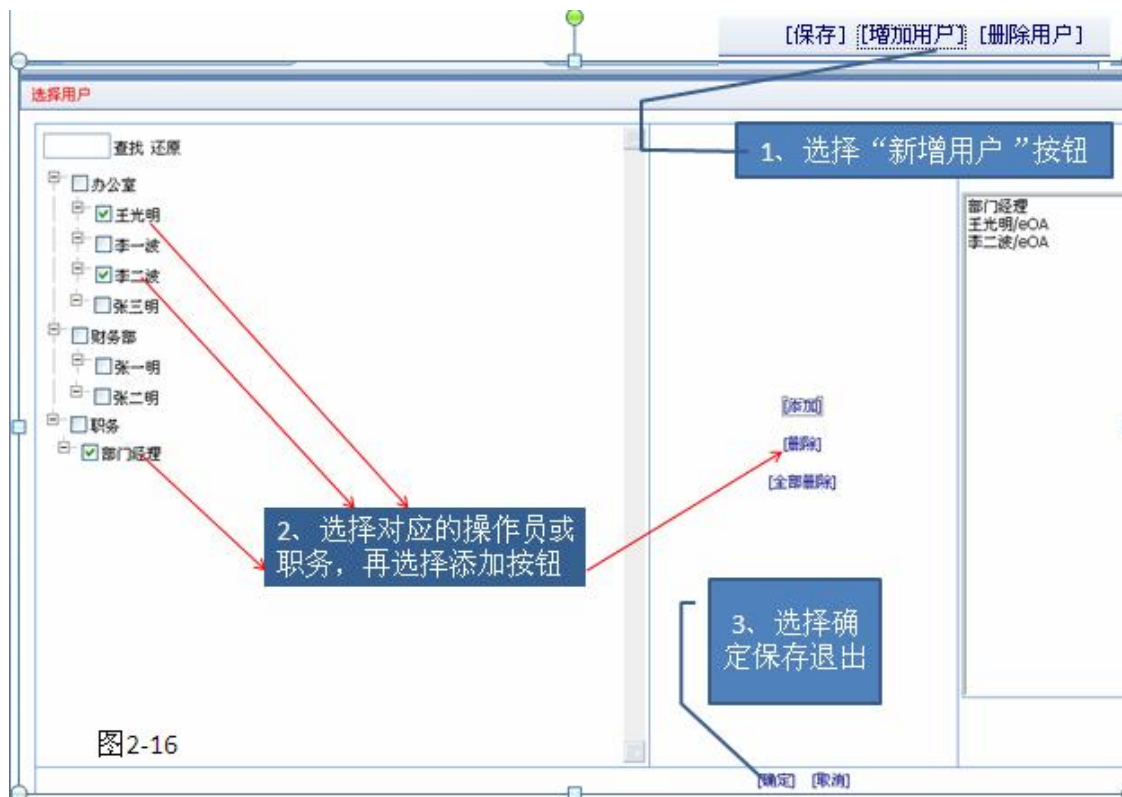 [保存] [增加用户] [删除用户]
选择用户
查找 还原
1、选择“新增用户”按钮
办公室
王光明
李一波
李二波
张三明
财务部
张一明
张二明
职务
部门经理
部门经理
王光明/eOA
李二波/eOA
[添加]
[删除]
[全部删除]
2、选择对应的操作员或
职务，再选择添加按钮
3、选择确
定保存退出
图2-16
[确定] [取消]